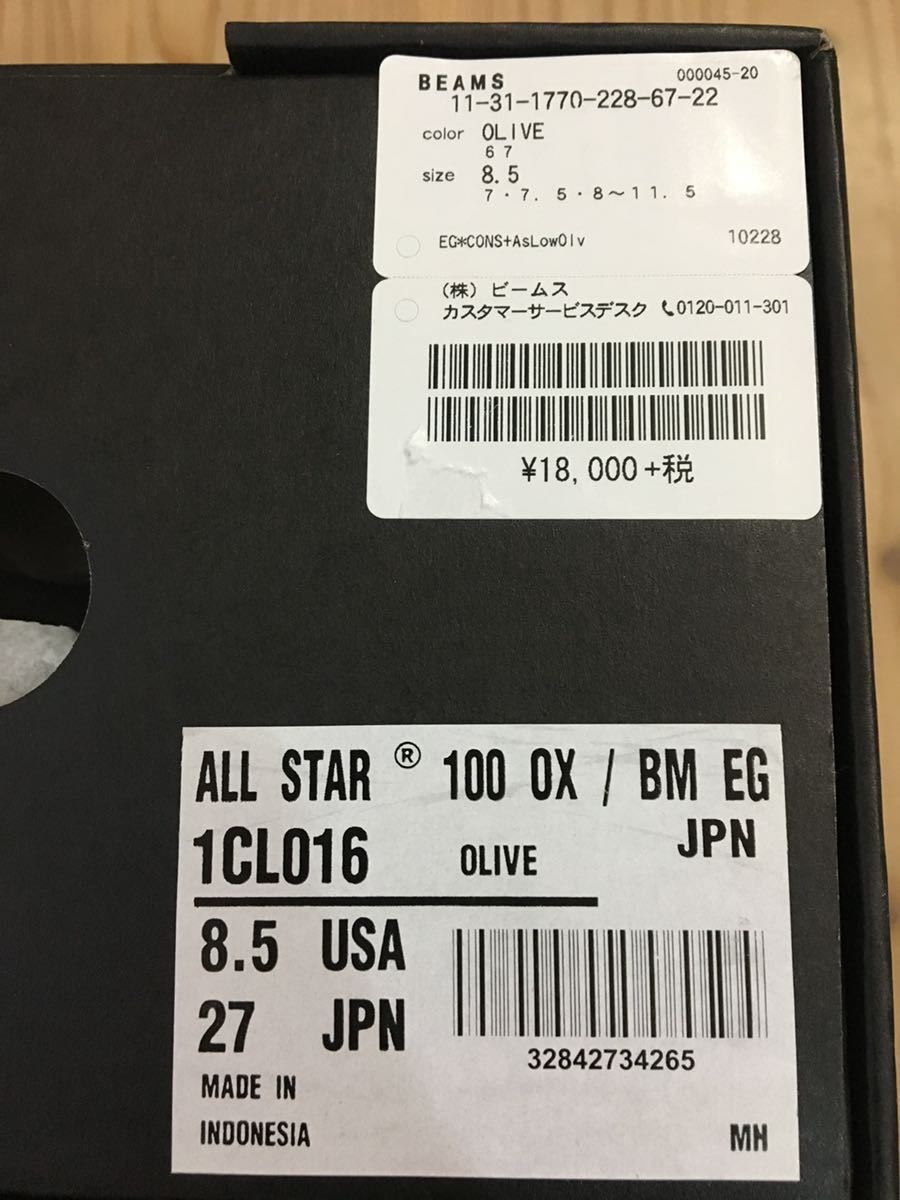 BEAMS 000045-20
11-31-1770-228-67-22
color OLIVE
67
size 8.5
7・7.5・8〜11.5
EG*CONS+AsLowOlv 10228
(株)ビームス
カスタマーサービスデスク 0120-011-301
¥18,000+税
ALL STAR ® 100 OX / BM EG
JPN
1CL016 OLIVE
8.5 USA
27 JPN
32842734265
MADE IN
INDONESIA MH